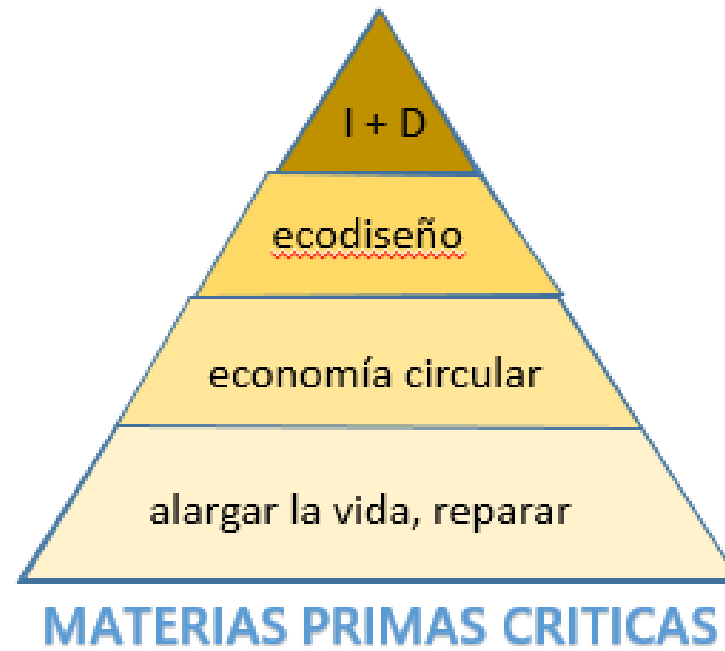 I + D
ecodiseño
economía circular
alargar la vida, reparar
MATERIAS PRIMAS CRITICAS